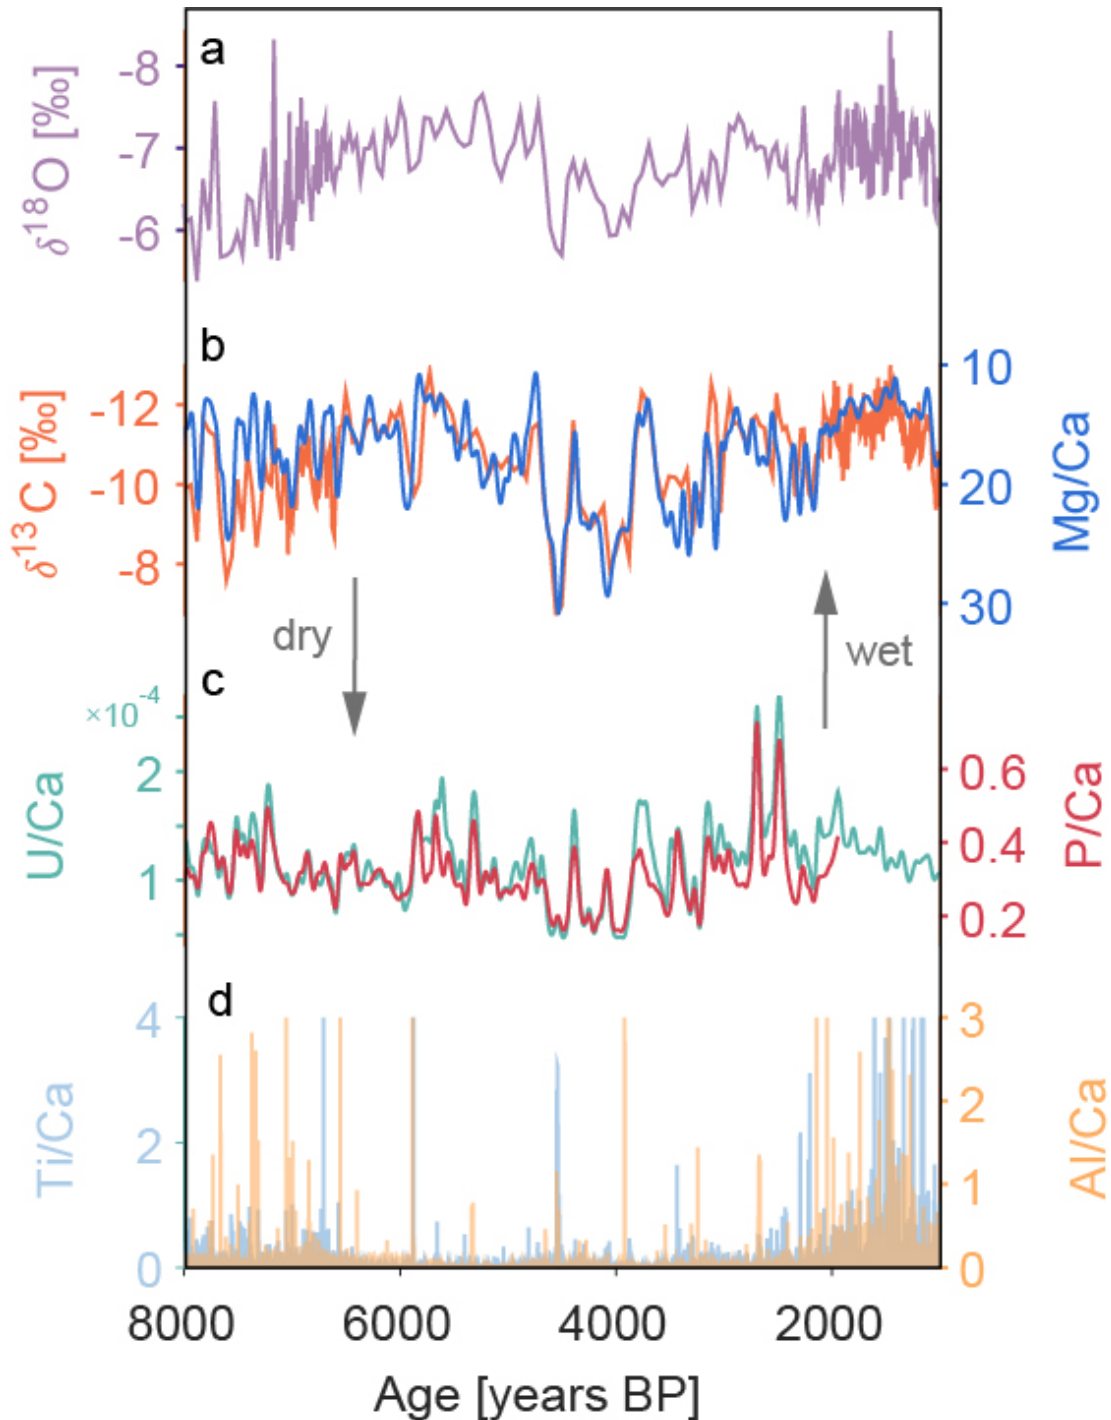 a
-8
-7
-6
δ18O [‰]
b
-12
-10
-8
δ13C [‰]
10
20
30
Mg/Ca
dry
wet
c
×10-4
2
1
U/Ca
0.6
0.4
0.2
P/Ca
d
4
2
0
Ti/Ca
3
2
1
0
Al/Ca
8000 6000 4000 2000
Age [years BP]